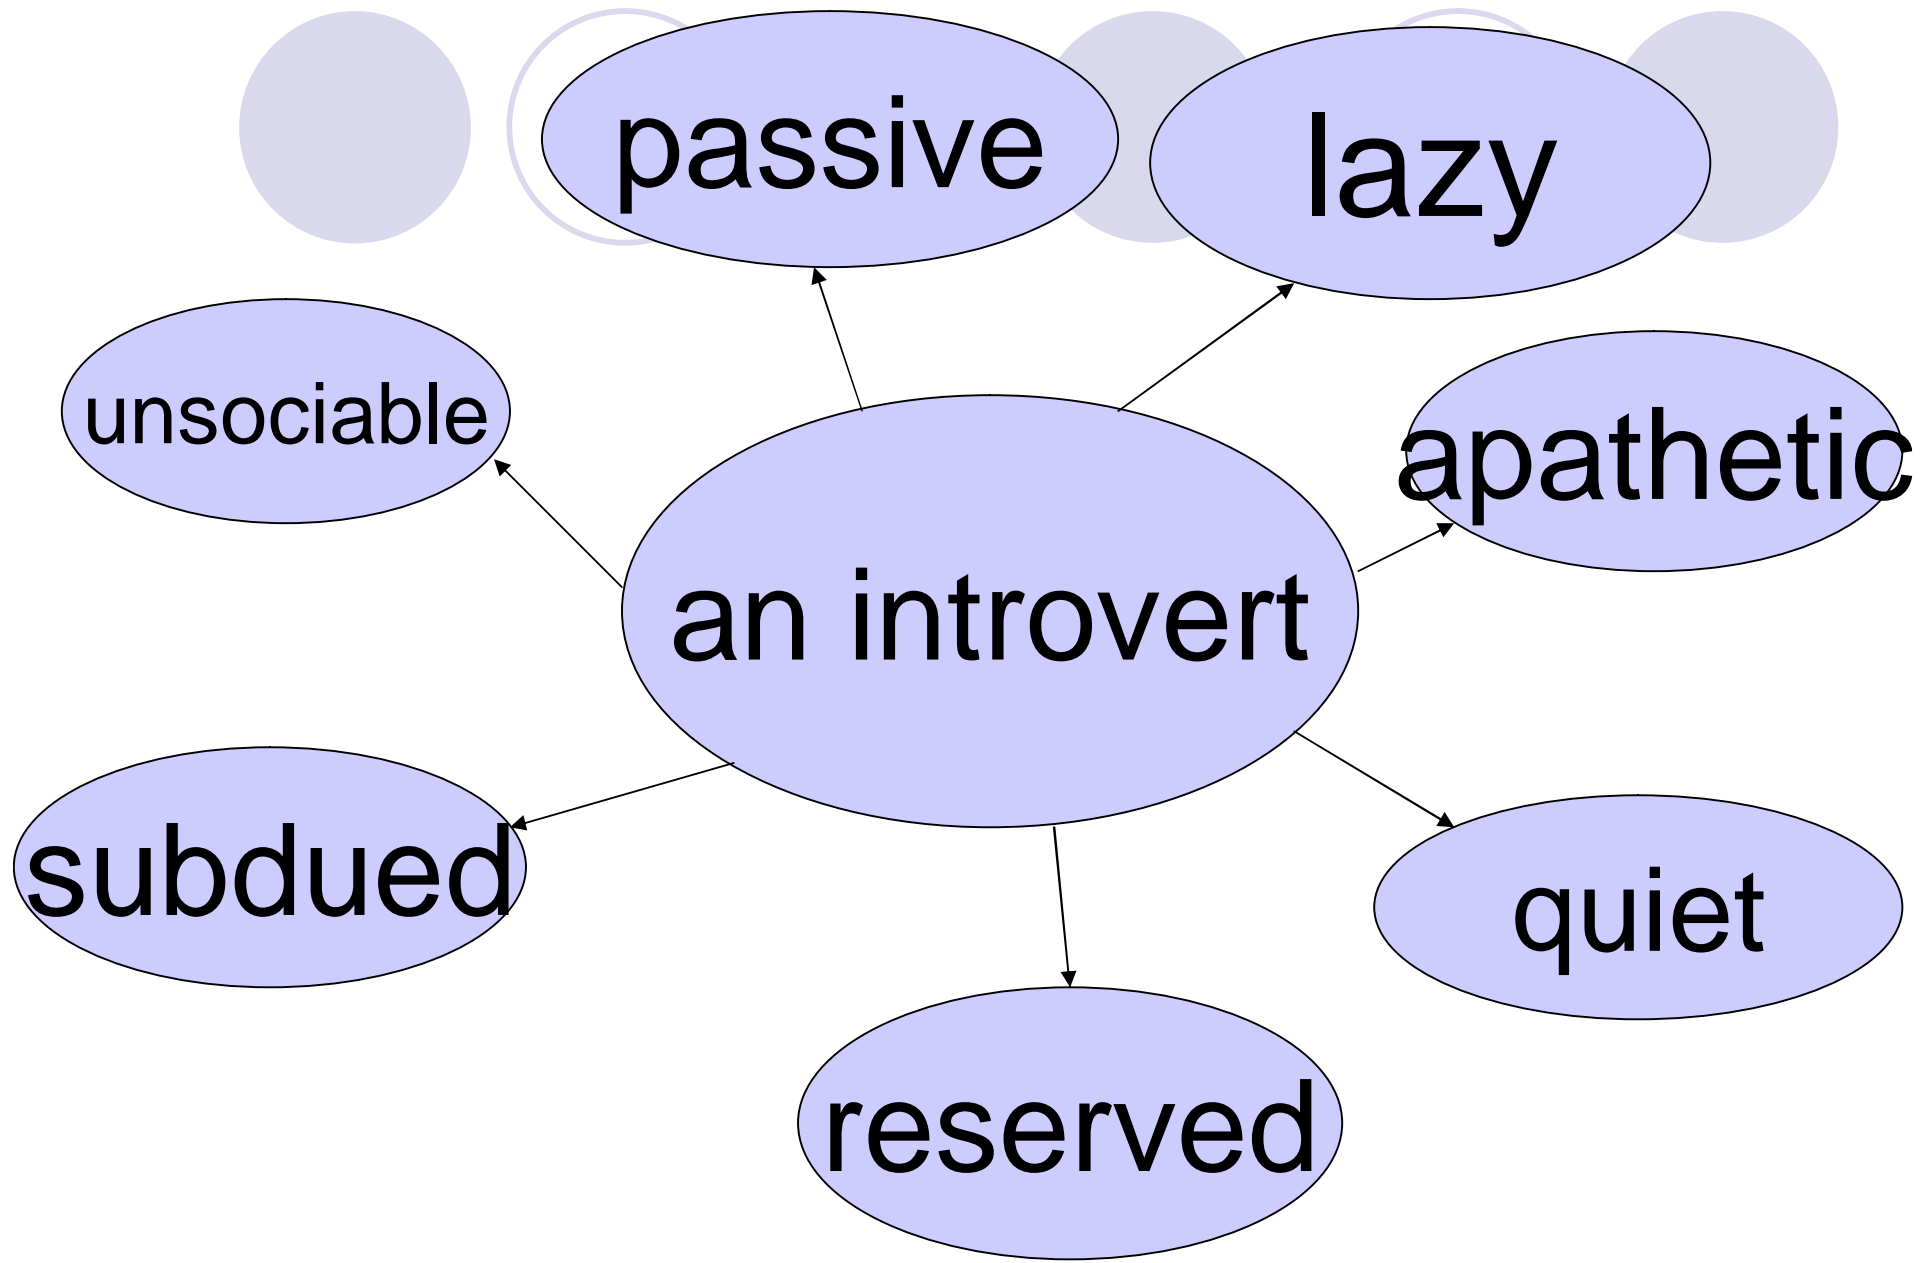 passive
lazy
unsociable
apathetic
an introvert
subdued
quiet
reserved